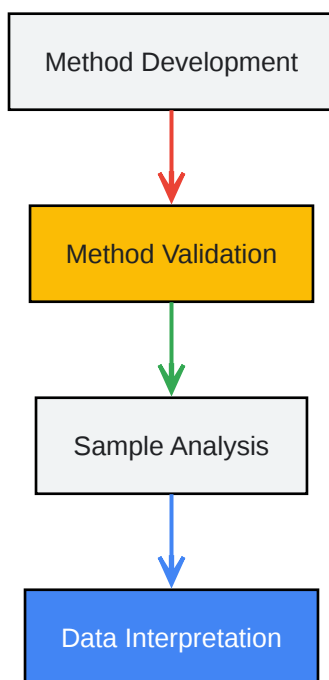 Method Development
Method Validation
Sample Analysis
Data Interpretation